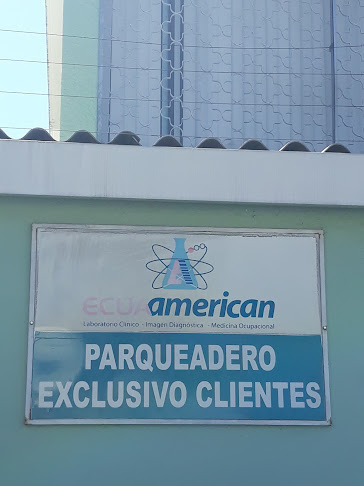 ECUAamerican
Laboratorio Clínico - Imagen Diagnóstica - Medicina Ocupacional
PARQUEADERO
EXCLUSIVO CLIENTES